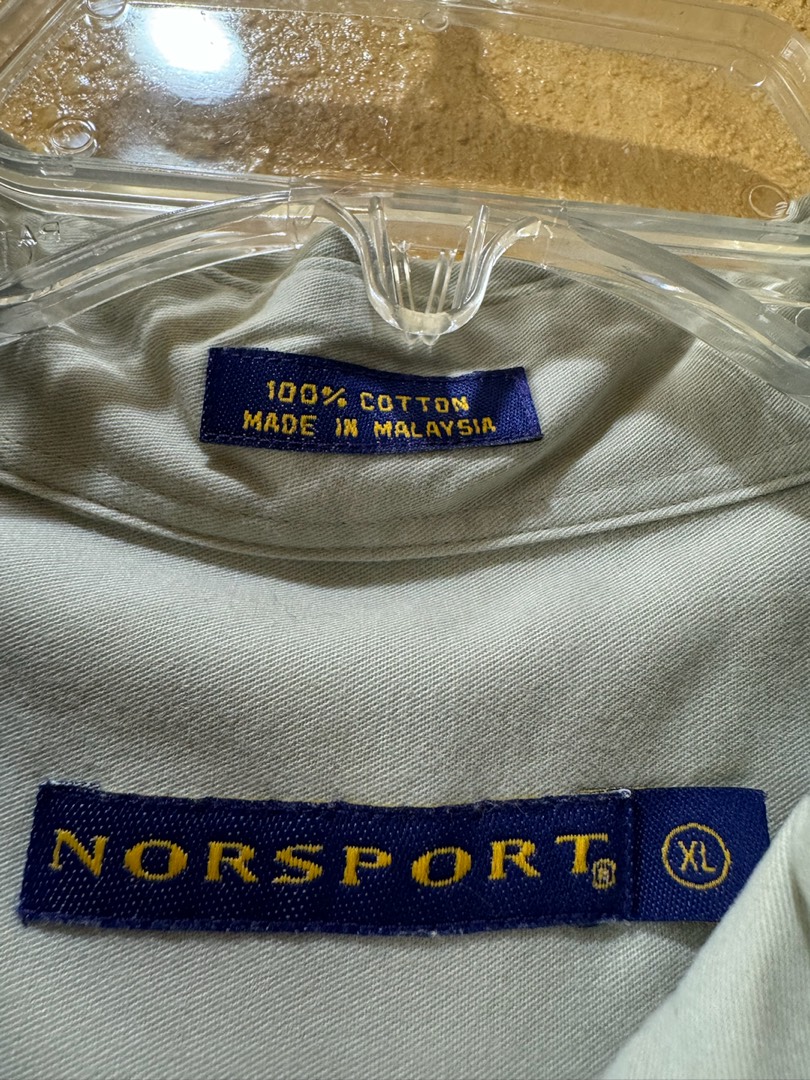 100% COTTON
MADE IN MALAYSIA
NORSPORT® XL